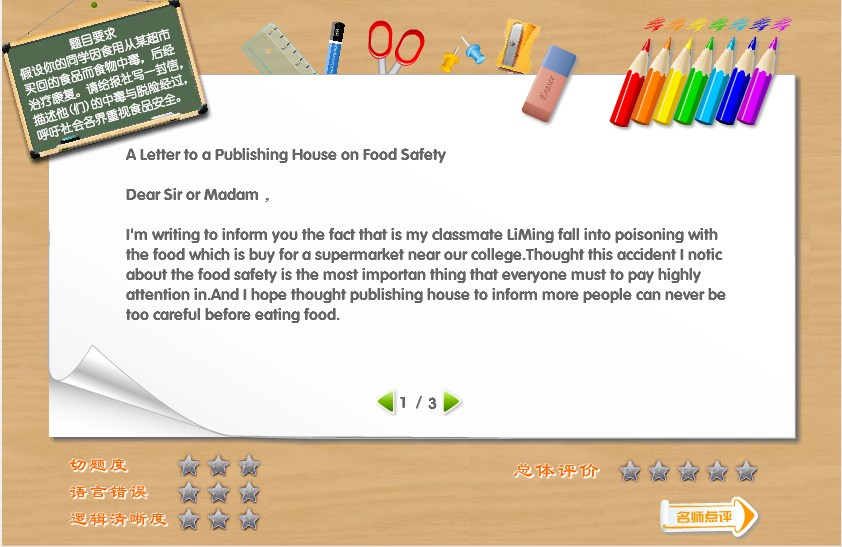 题目要求
假设你的同学因食用从某超市
买回的食品而食物中毒，后经
治疗康复。请给报社写一封信，
描述他(们)的中毒与脱险经过，
呼吁社会各界重视食品安全。
Eraser
A Letter to a Publishing House on Food Safety
Dear Sir or Madam ，
I'm writing to inform you the fact that is my classmate LiMing fall into poisoning with
the food which is buy for a supermarket near our college.Thought this accident I notic
about the food safety is the most importan thing that everyone must to pay highly
attention in.And I hope thought publishing house to inform more people can never be
too careful before eating food.
1 / 3
切题度
语言错误
逻辑清晰度
总体评价
名师点评